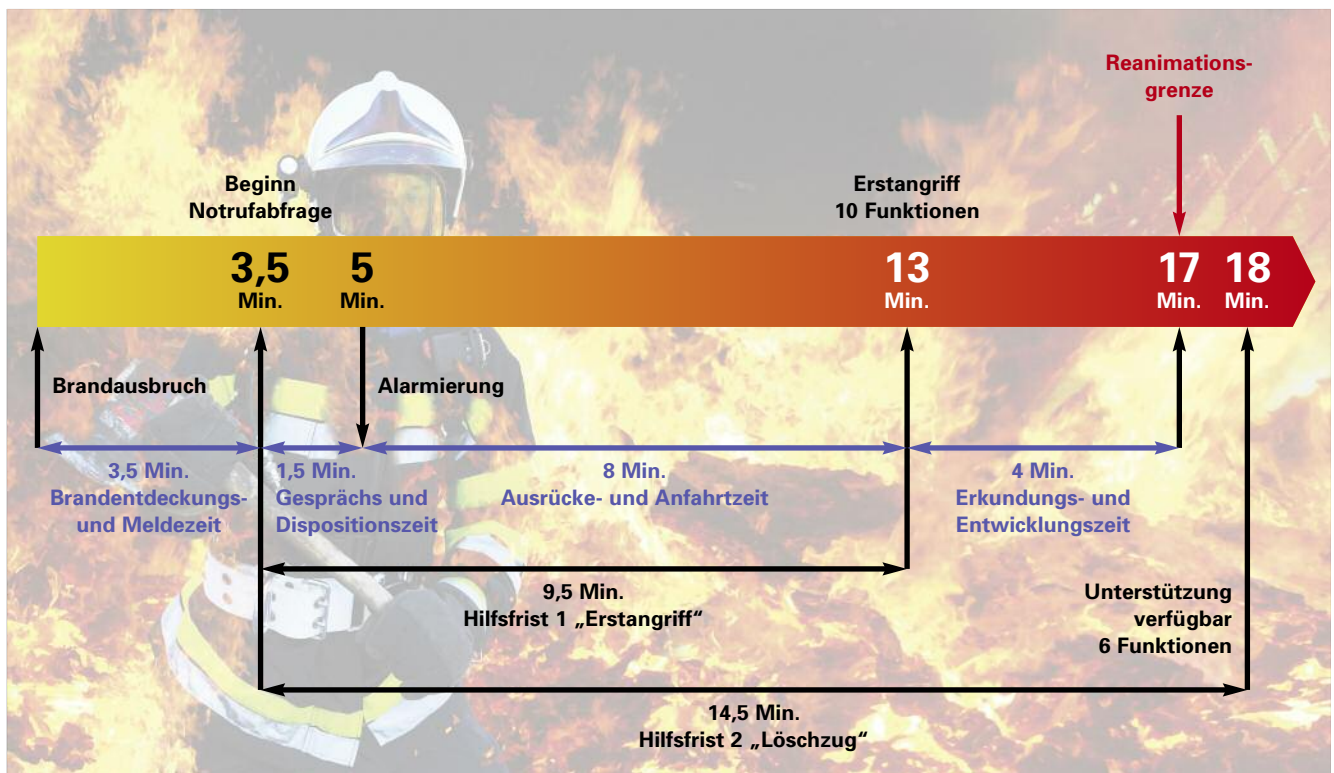 Reanimations-
grenze
Beginn
Notrufabfrage
Erstangriff
10 Funktionen
3,5
Min.
5
Min.
13
Min.
17
Min.
18
Min.
Brandausbruch
Alarmierung
3,5 Min.
Brandentdeckungs-
und Meldezeit
1,5 Min.
Gesprächs und
Dispositionszeit
8 Min.
Ausrücke- und Anfahrtzeit
4 Min.
Erkundungs- und
Entwicklungszeit
9,5 Min.
Hilfsfrist 1 „Erstangriff“
Unterstützung
verfügbar
6 Funktionen
14,5 Min.
Hilfsfrist 2 „Löschzug“